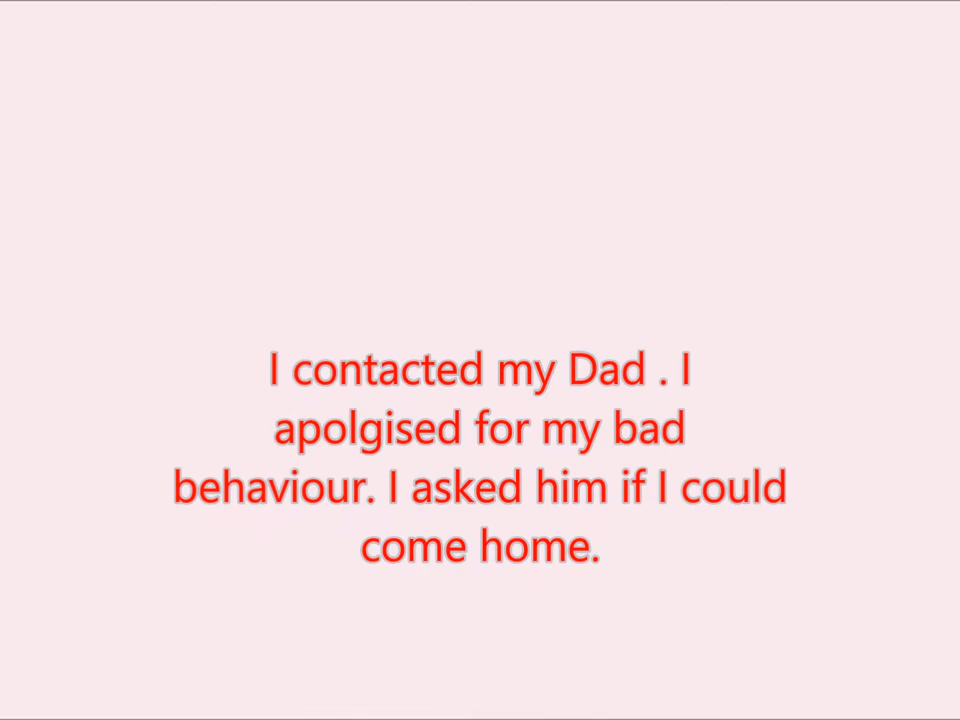 I contacted my Dad . I
apolgised for my bad
behaviour. I asked him if I could
come home.